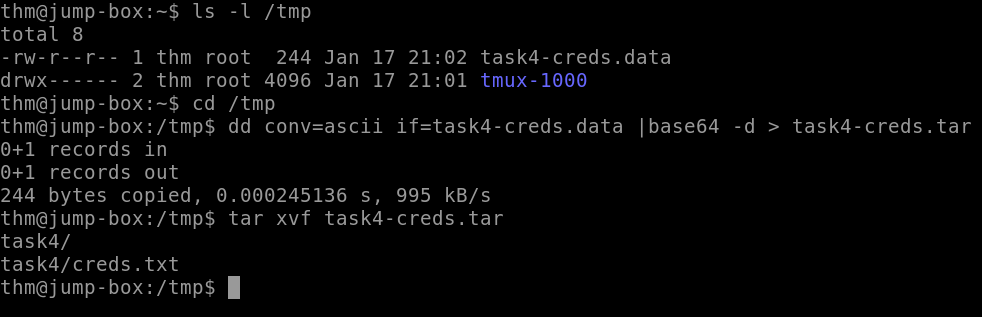 thm@jump-box:~$ ls -l /tmp
total 8
-rw-r--r-- 1 thm root  244 Jan 17 21:02 task4-creds.data
drwx------ 2 thm root 4096 Jan 17 21:01 tmux-1000
thm@jump-box:~$ cd /tmp
thm@jump-box:/tmp$ dd conv=ascii if=task4-creds.data |base64 -d > task4-creds.tar
0+1 records in
0+1 records out
244 bytes copied, 0.000245136 s, 995 kB/s
thm@jump-box:/tmp$ tar xvf task4-creds.tar
task4/
task4/creds.txt
thm@jump-box:/tmp$